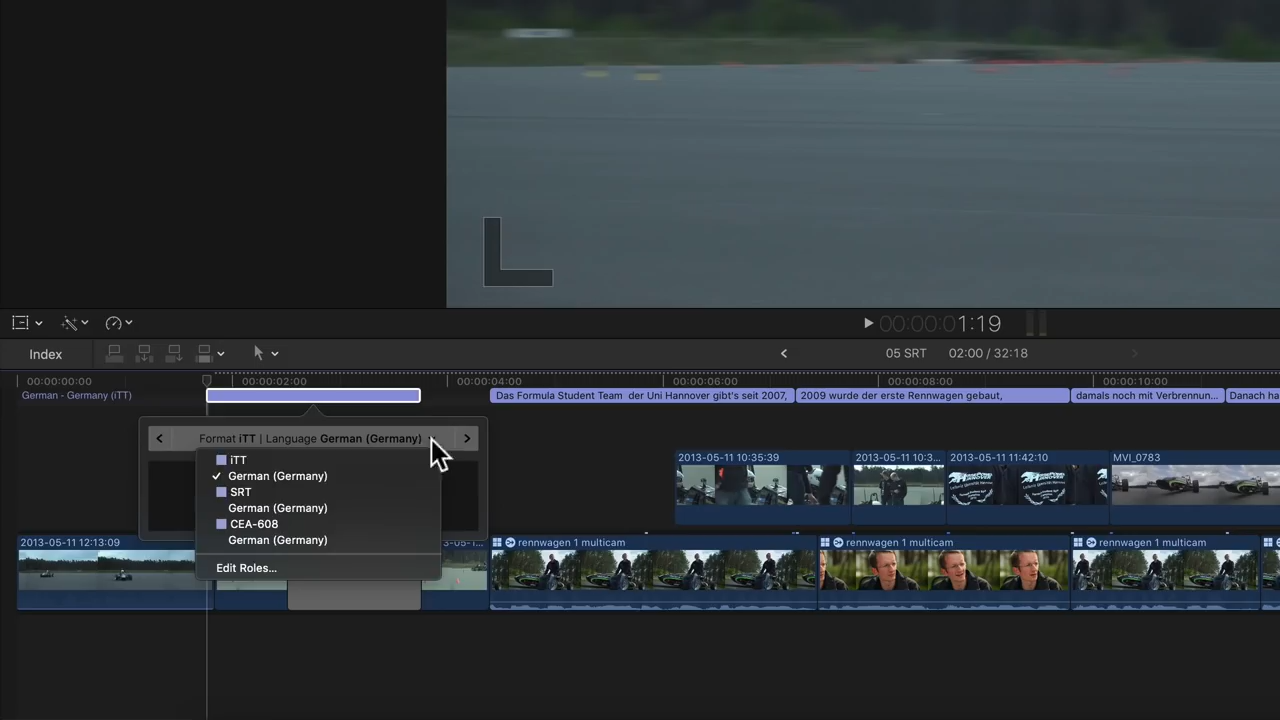 00:00:01:19
Index
05 SRT
02:00 / 32:18
00:00:00:00
00:00:02:00
00:00:04:00
00:00:06:00
00:00:08:00
00:00:10:00
German - Germany (iTT)
Das Formula Student Team der Uni Hannover gibt's seit 2007,
2009 wurde der erste Rennwagen gebaut,
damals noch mit Verbrennun...
Danach ha
Format iTT | Language German (Germany)
iTT
German (Germany)
SRT
German (Germany)
CEA-608
German (Germany)
Edit Roles...
2013-05-11 10:35:39
2013-05-11 10:3...
2013-05-11 11:42:10
MVI_0783
2013-05-11 12:13:09
3-05-1...
rennwagen 1 multicam
rennwagen 1 multicam
rennwagen 1 multicam